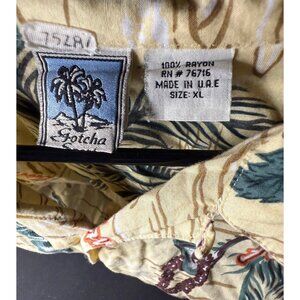 Gotcha
100% RAYON
RN # 76716
MADE IN U.A.E
SIZE: XL